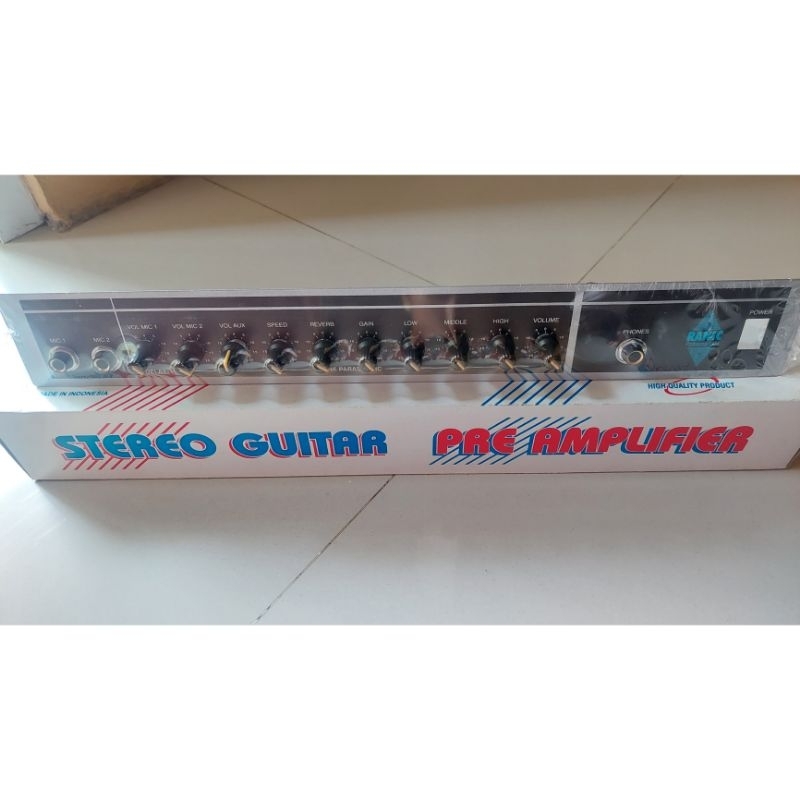 MIC 1
MIC 2
VOL MIC 1
VOL MIC 2
VOL AUX
SPEED
REVERB
GAIN
LOW
MIDDLE
HIGH
VOLUME
PHONES
POWER
MADE IN INDONESIA
HIGH QUALITY PRODUCT
STEREO GUITAR PRE AMPLIFIER